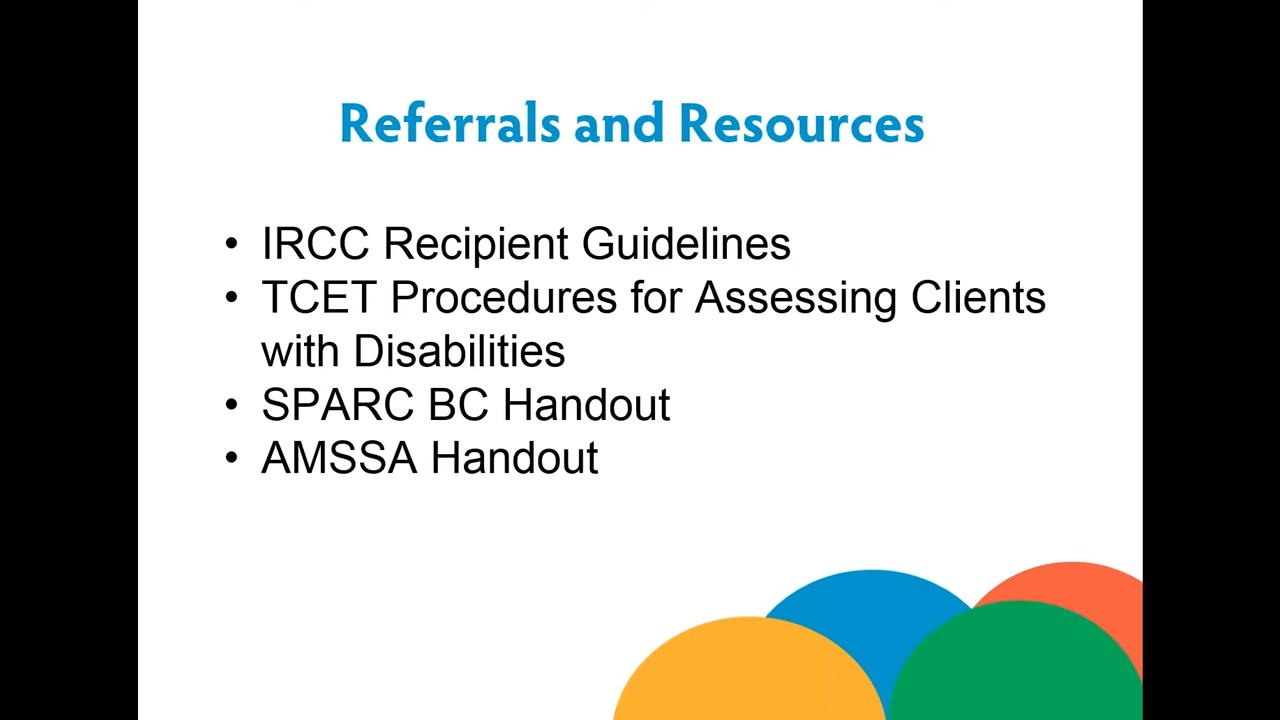 Referrals and Resources
• IRCC Recipient Guidelines
• TCET Procedures for Assessing Clients
with Disabilities
• SPARC BC Handout
• AMSSA Handout